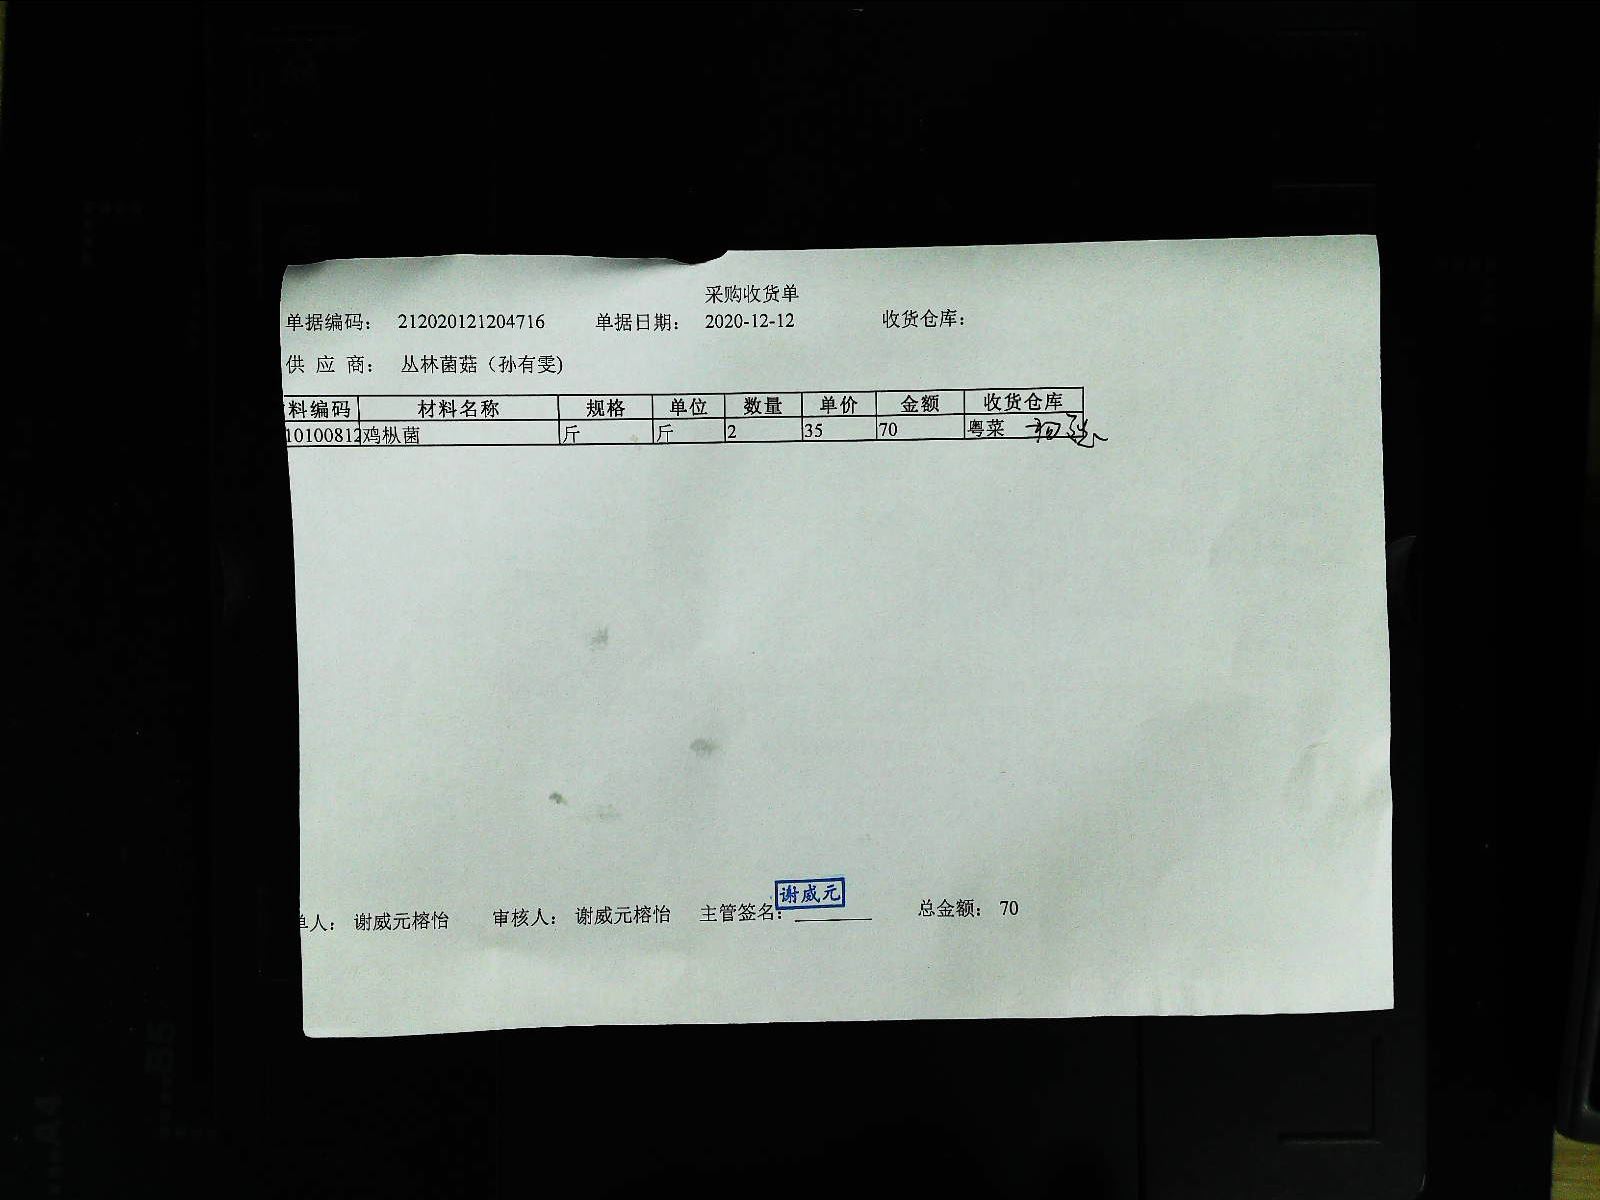 采购收货单
单据编码： 212020121204716 单据日期： 2020-12-12 收货仓库：
供 应 商： 丛林菌菇（孙有雯)
料编码 材料名称 规格 单位 数量 单价 金额 收货仓库
10100812 鸡枞菌 斤 斤 2 35 70 粤菜
谢威元
单人： 谢威元榕怡 审核人： 谢威元榕怡 主管签名： 总金额： 70